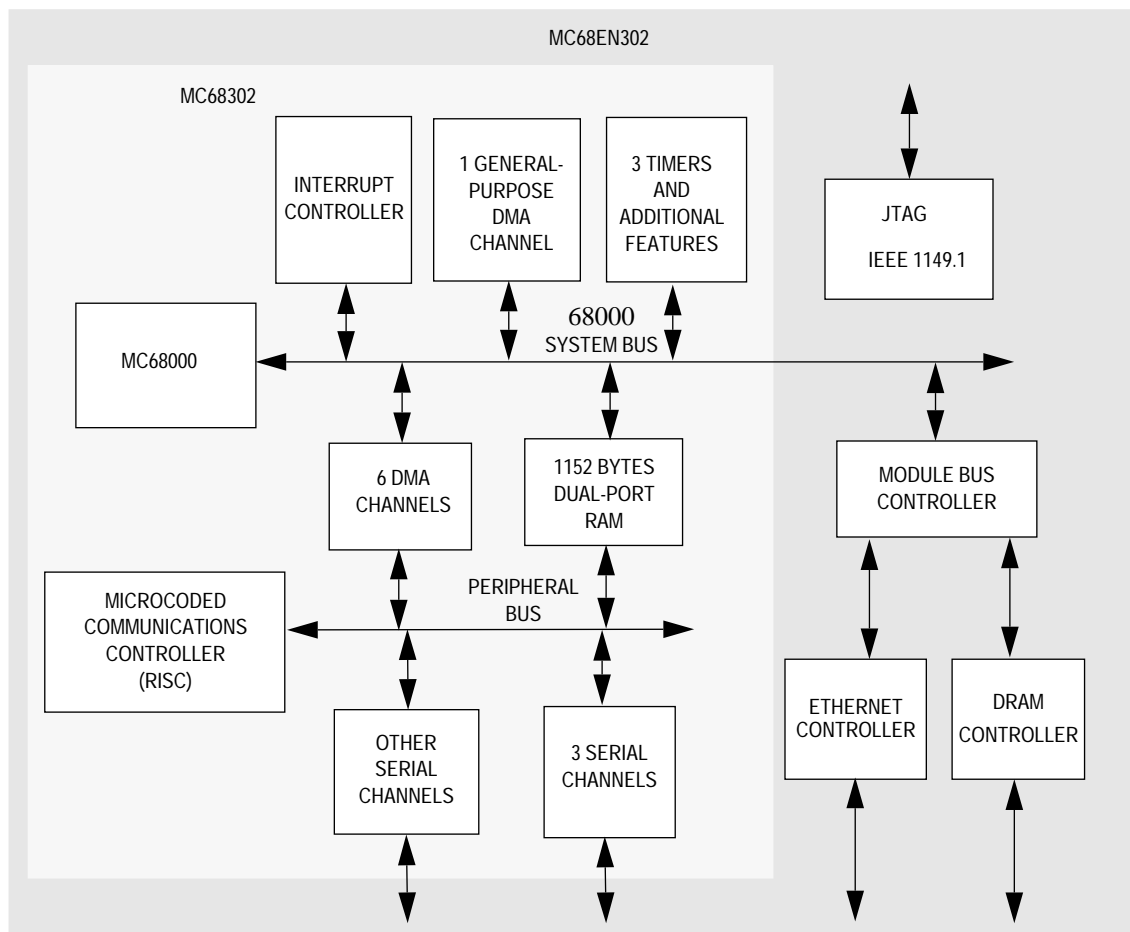 MC68EN302
MC68302
INTERRUPT
CONTROLLER
1 GENERAL-
PURPOSE
DMA
CHANNEL
3 TIMERS
AND
ADDITIONAL
FEATURES
JTAG
IEEE 1149.1
68000
SYSTEM BUS
MC68000
6 DMA
CHANNELS
1152 BYTES
DUAL-PORT
RAM
MODULE BUS
CONTROLLER
PERIPHERAL
BUS
MICROCODED
COMMUNICATIONS
CONTROLLER
(RISC)
OTHER
SERIAL
CHANNELS
3 SERIAL
CHANNELS
ETHERNET
CONTROLLER
DRAM
CONTROLLER